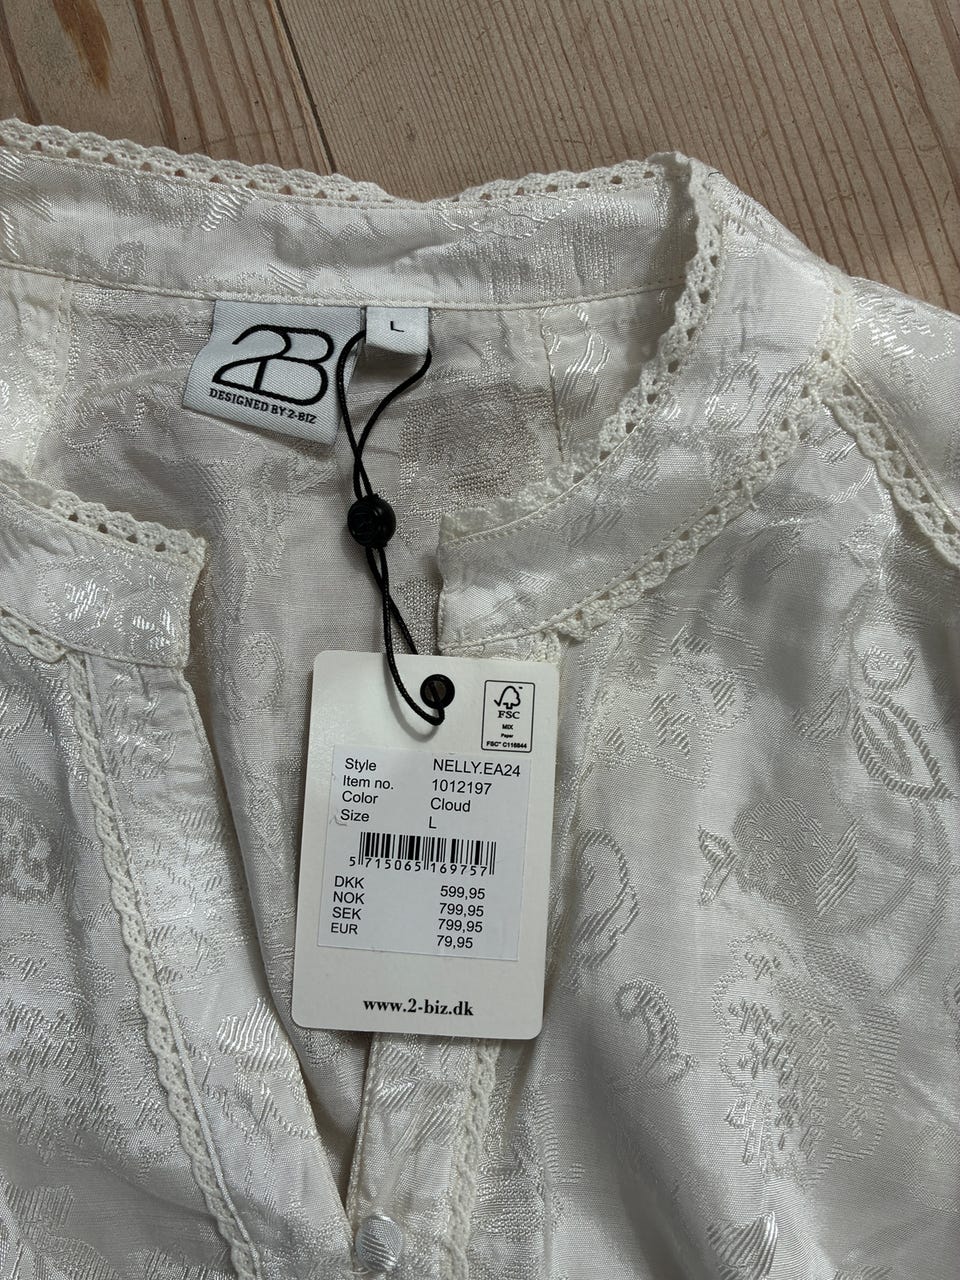 2B
DESIGNED BY 2-BIZ
L
FSC
MIX
Paper
FSC™ C116844
Style NELLY.EA24
Item no. 1012197
Color Cloud
Size L
5 715065 169757
DKK 599,95
NOK 799,95
SEK 799,95
EUR 79,95
www.2-biz.dk